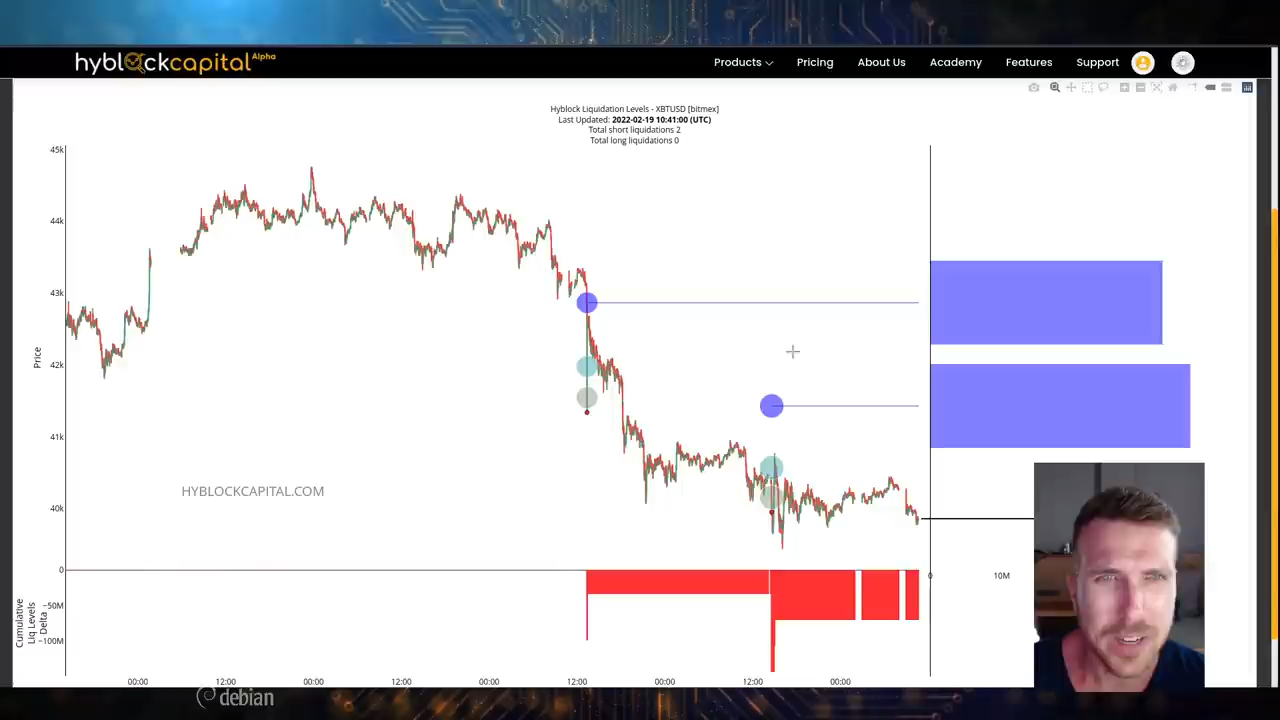 hyblockcapital Alpha
Products Pricing About Us Academy Features Support
Hyblock Liquidation Levels - XBTUSD [bitmex]
Last Updated: 2022-02-19 10:41:00 (UTC)
Total short liquidations 2
Total long liquidations 0
45k
44k
43k
42k
41k
40k
Price
HYBLOCKCAPITAL.COM
0
−50M
−100M
Cumulative
Liq Levels
Delta
0 10M
00:00 12:00 00:00 12:00 00:00 12:00 00:00 12:00 00:00
debian